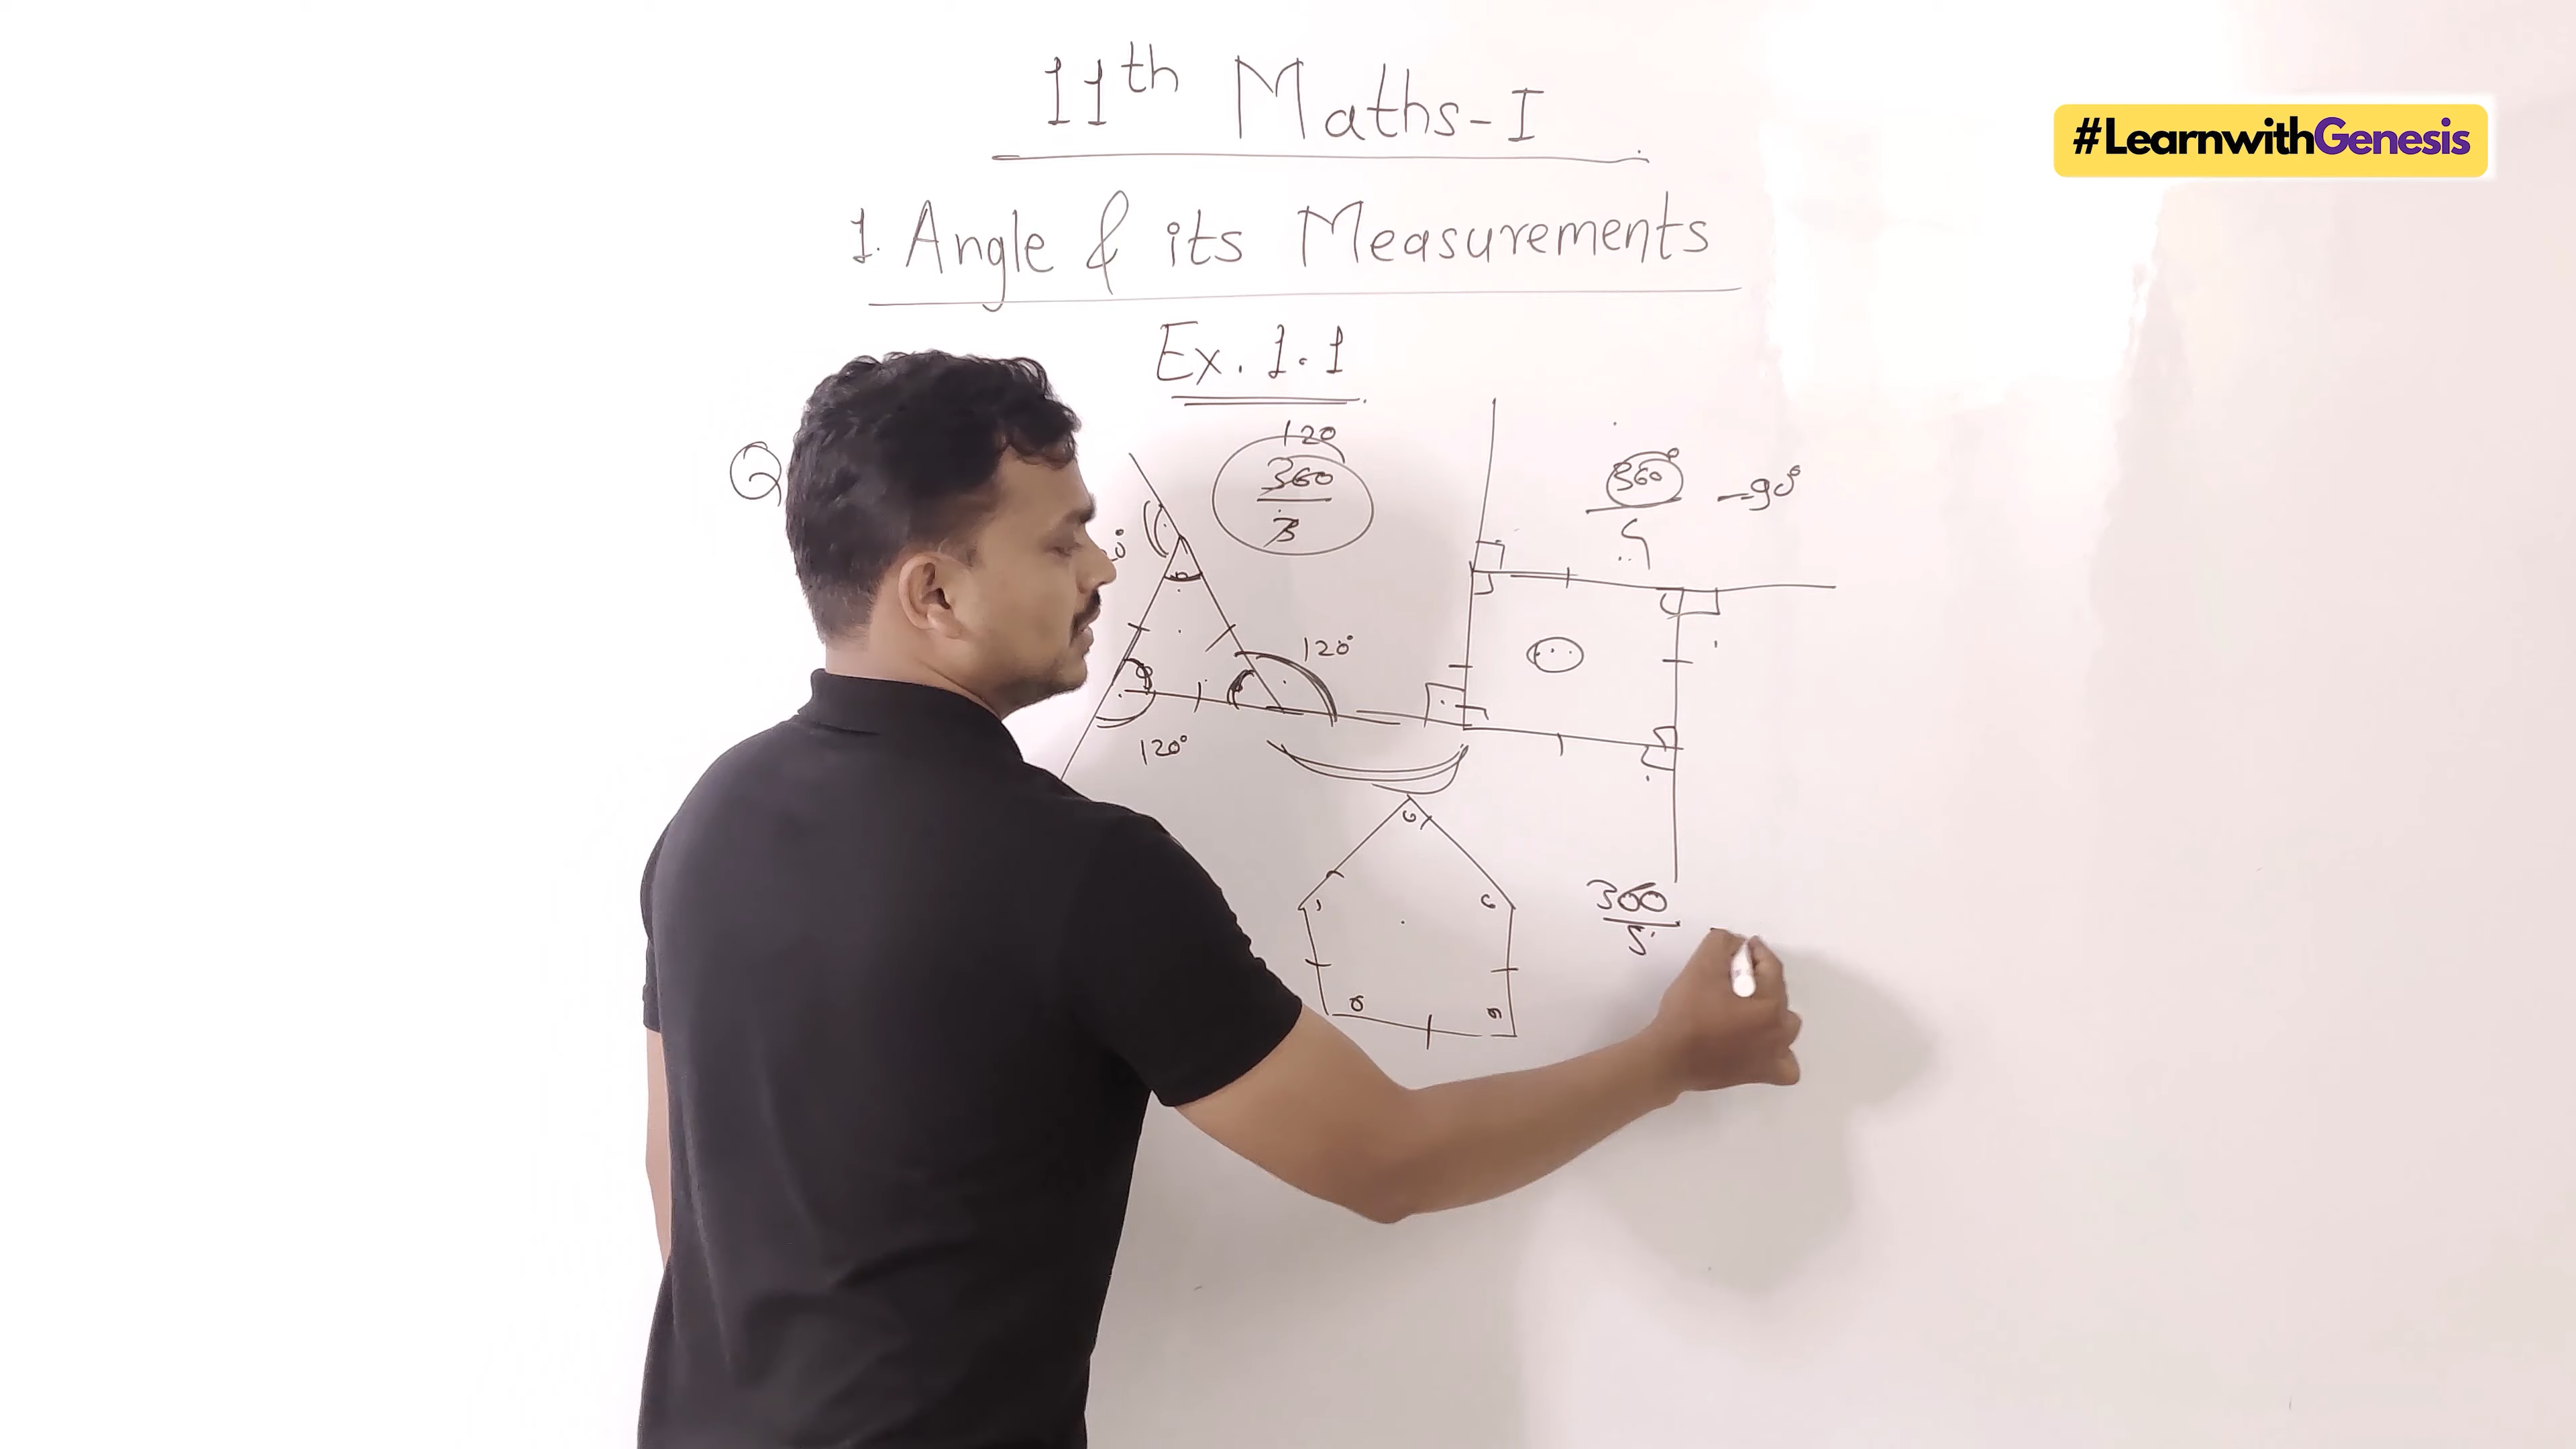 11th Maths-I
#LearnwithGenesis
1. Angle & its Measurements
Ex. 1.1
Q
120
360
3
360°
4
90°
120°
120°
360
5